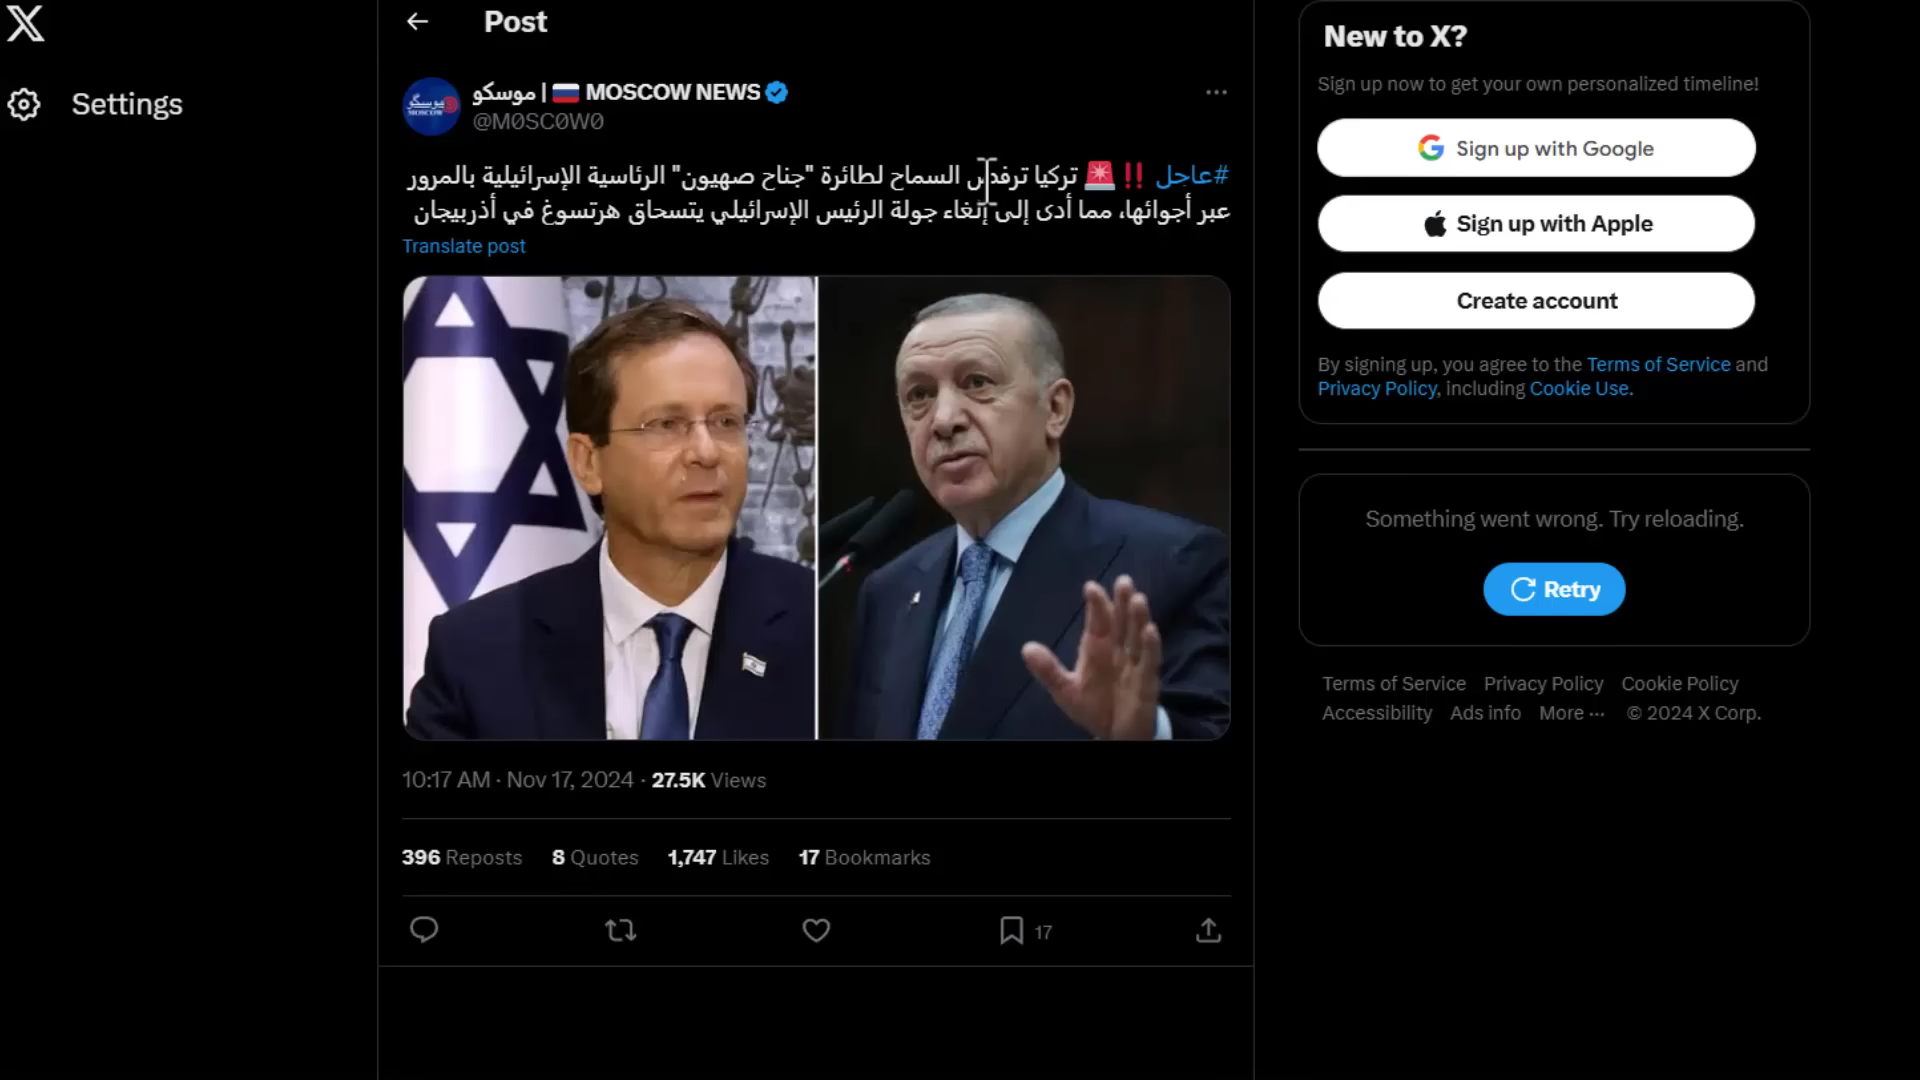 Post
Settings
موسكو | 🇷🇺 MOSCOW NEWS
@M0SC0W0
#عاجل ‼️🚨 تركيا ترفض السماح لطائرة "جناح صهيون" الرئاسية الإسرائيلية بالمرور
عبر أجوائها، مما أدى إلى إلغاء جولة الرئيس الإسرائيلي يتسحاق هرتسوغ في أذربيجان
Translate post
10:17 AM · Nov 17, 2024 · 27.5K Views
396 Reposts 8 Quotes 1,747 Likes 17 Bookmarks
17
New to X?
Sign up now to get your own personalized timeline!
Sign up with Google
Sign up with Apple
Create account
By signing up, you agree to the Terms of Service and
Privacy Policy, including Cookie Use.
Something went wrong. Try reloading.
Retry
Terms of Service Privacy Policy Cookie Policy
Accessibility Ads info More ··· © 2024 X Corp.